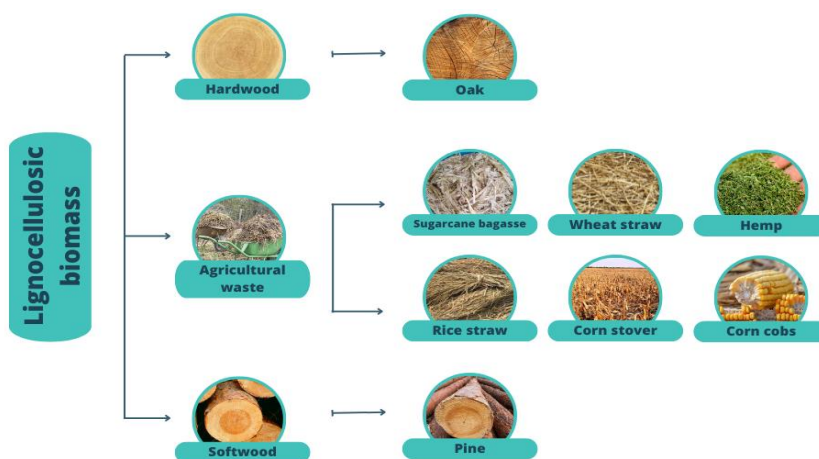 Lignocellulosic
biomass
Hardwood
Oak
Agricultural
waste
Sugarcane bagasse
Wheat straw
Hemp
Rice straw
Corn stover
Corn cobs
Softwood
Pine